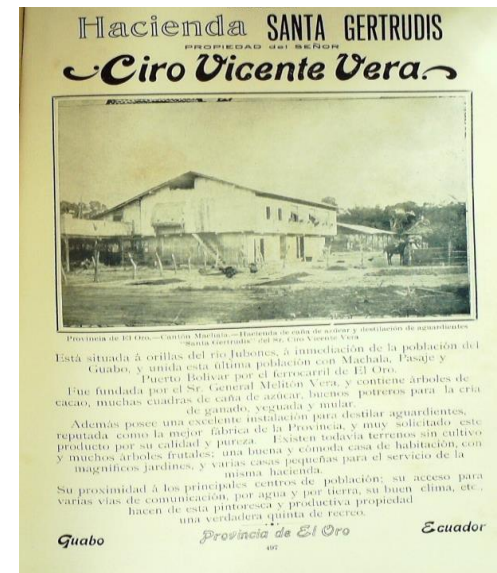 Hacienda SANTA GERTRUDIS
PROPIEDAD del SEÑOR
Ciro Vicente Vera.
Provincia de El Oro.—Cantón Machala.—Hacienda de caña de azúcar y destilación de aguardientes
"Santa Gertrudis" del Sr. Ciro Vicente Vera
Está situada á orillas del río Jubones, á inmediación de la población del
Guabo, y unida esta última población con Machala, Pasaje y
Puerto Bolívar por el ferrocarril de El Oro.
Fue fundada por el Sr. General Melitón Vera, y contiene árboles de
cacao, muchas cuadras de caña de azúcar, buenos potreros para la cria
de ganado, yeguada y mular.
Además posee una excelente instalación para destilar aguardientes,
reputada como la mejor fábrica de la Provincia, y muy solicitado este
producto por su calidad y pureza. Existen todavía terrenos sin cultivo
y muchos árboles frutales; una buena y cómoda casa de habitación, con
magníficos jardines, y varias casas pequeñas para el servicio de la
misma hacienda.
Su proximidad á los principales centros de población; su acceso para
varias vías de comunicación, por agua y por tierra, su buen clima, etc.,
hacen de esta pintoresca y productiva propiedad
una verdadera quinta de recreo.
Guabo Provincia de El Oro Ecuador
497